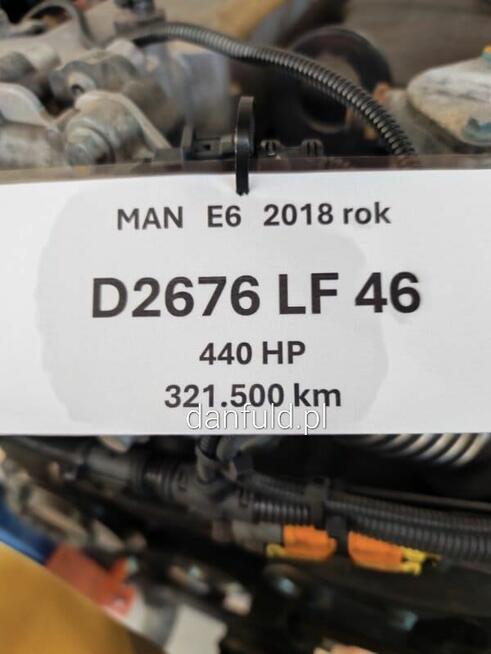 MAN E6 2018 rok
D2676 LF 46
440 HP
321.500 km
danfuld.pl